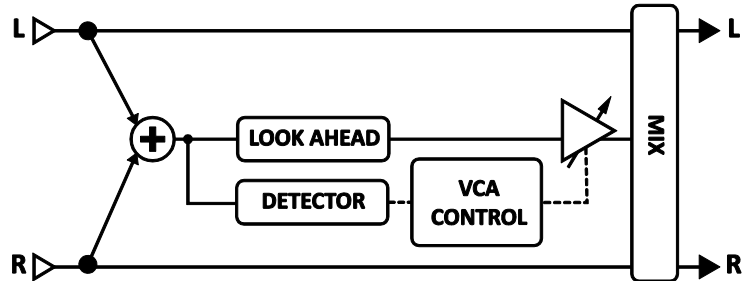 L
L
+
LOOK AHEAD
MIX
DETECTOR
VCA
CONTROL
R
R